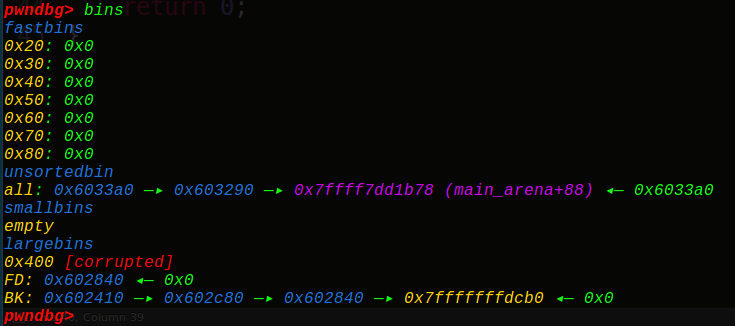 return 0;
pwndbg> bins
fastbins
0x20: 0x0
0x30: 0x0
0x40: 0x0
0x50: 0x0
0x60: 0x0
0x70: 0x0
0x80: 0x0
unsortedbin
all: 0x6033a0 —▸ 0x603290 —▸ 0x7ffff7dd1b78 (main_arena+88) ◂— 0x6033a0
smallbins
empty
largebins
0x400 [corrupted]
FD: 0x602840 ◂— 0x0
BK: 0x602410 —▸ 0x602c80 —▸ 0x602840 —▸ 0x7fffffffdcb0 ◂— 0x0
pwndbg> Column 39